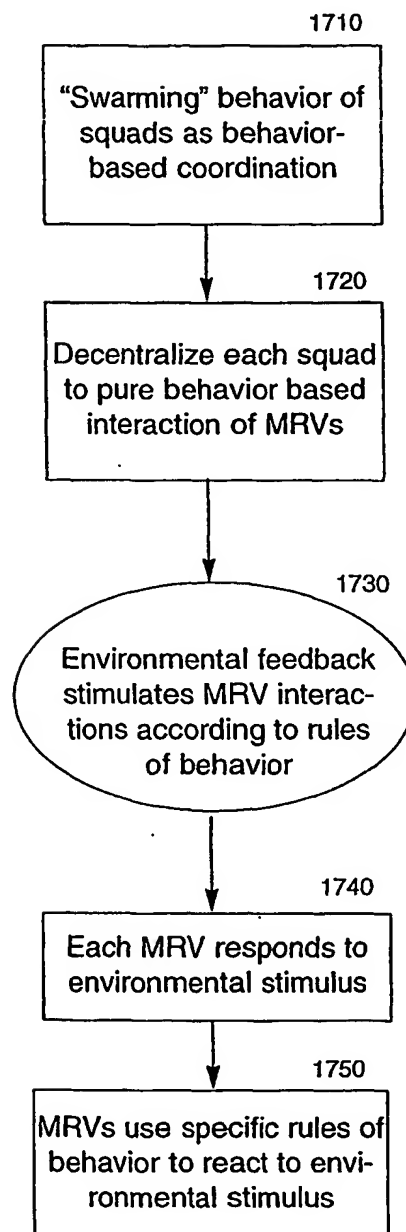 1710
“Swarming” behavior of
squads as behavior-
based coordination
1720
Decentralize each squad
to pure behavior based
interaction of MRVs
1730
Environmental feedback
stimulates MRV interac-
tions according to rules
of behavior
1740
Each MRV responds to
environmental stimulus
1750
MRVs use specific rules of
behavior to react to envi-
ronmental stimulus